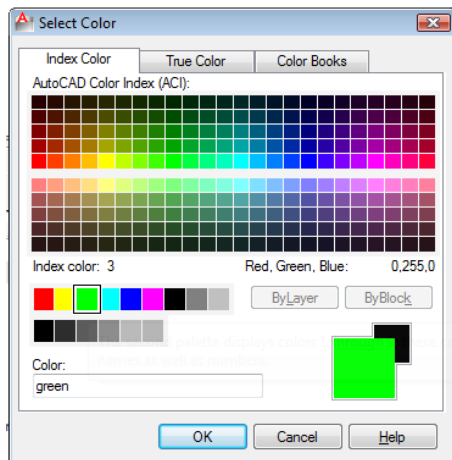 Select Color
Index Color True Color Color Books
AutoCAD Color Index (ACI):
Index color: 3 Red, Green, Blue: 0,255,0
ByLayer ByBlock
Color:
green
OK Cancel Help